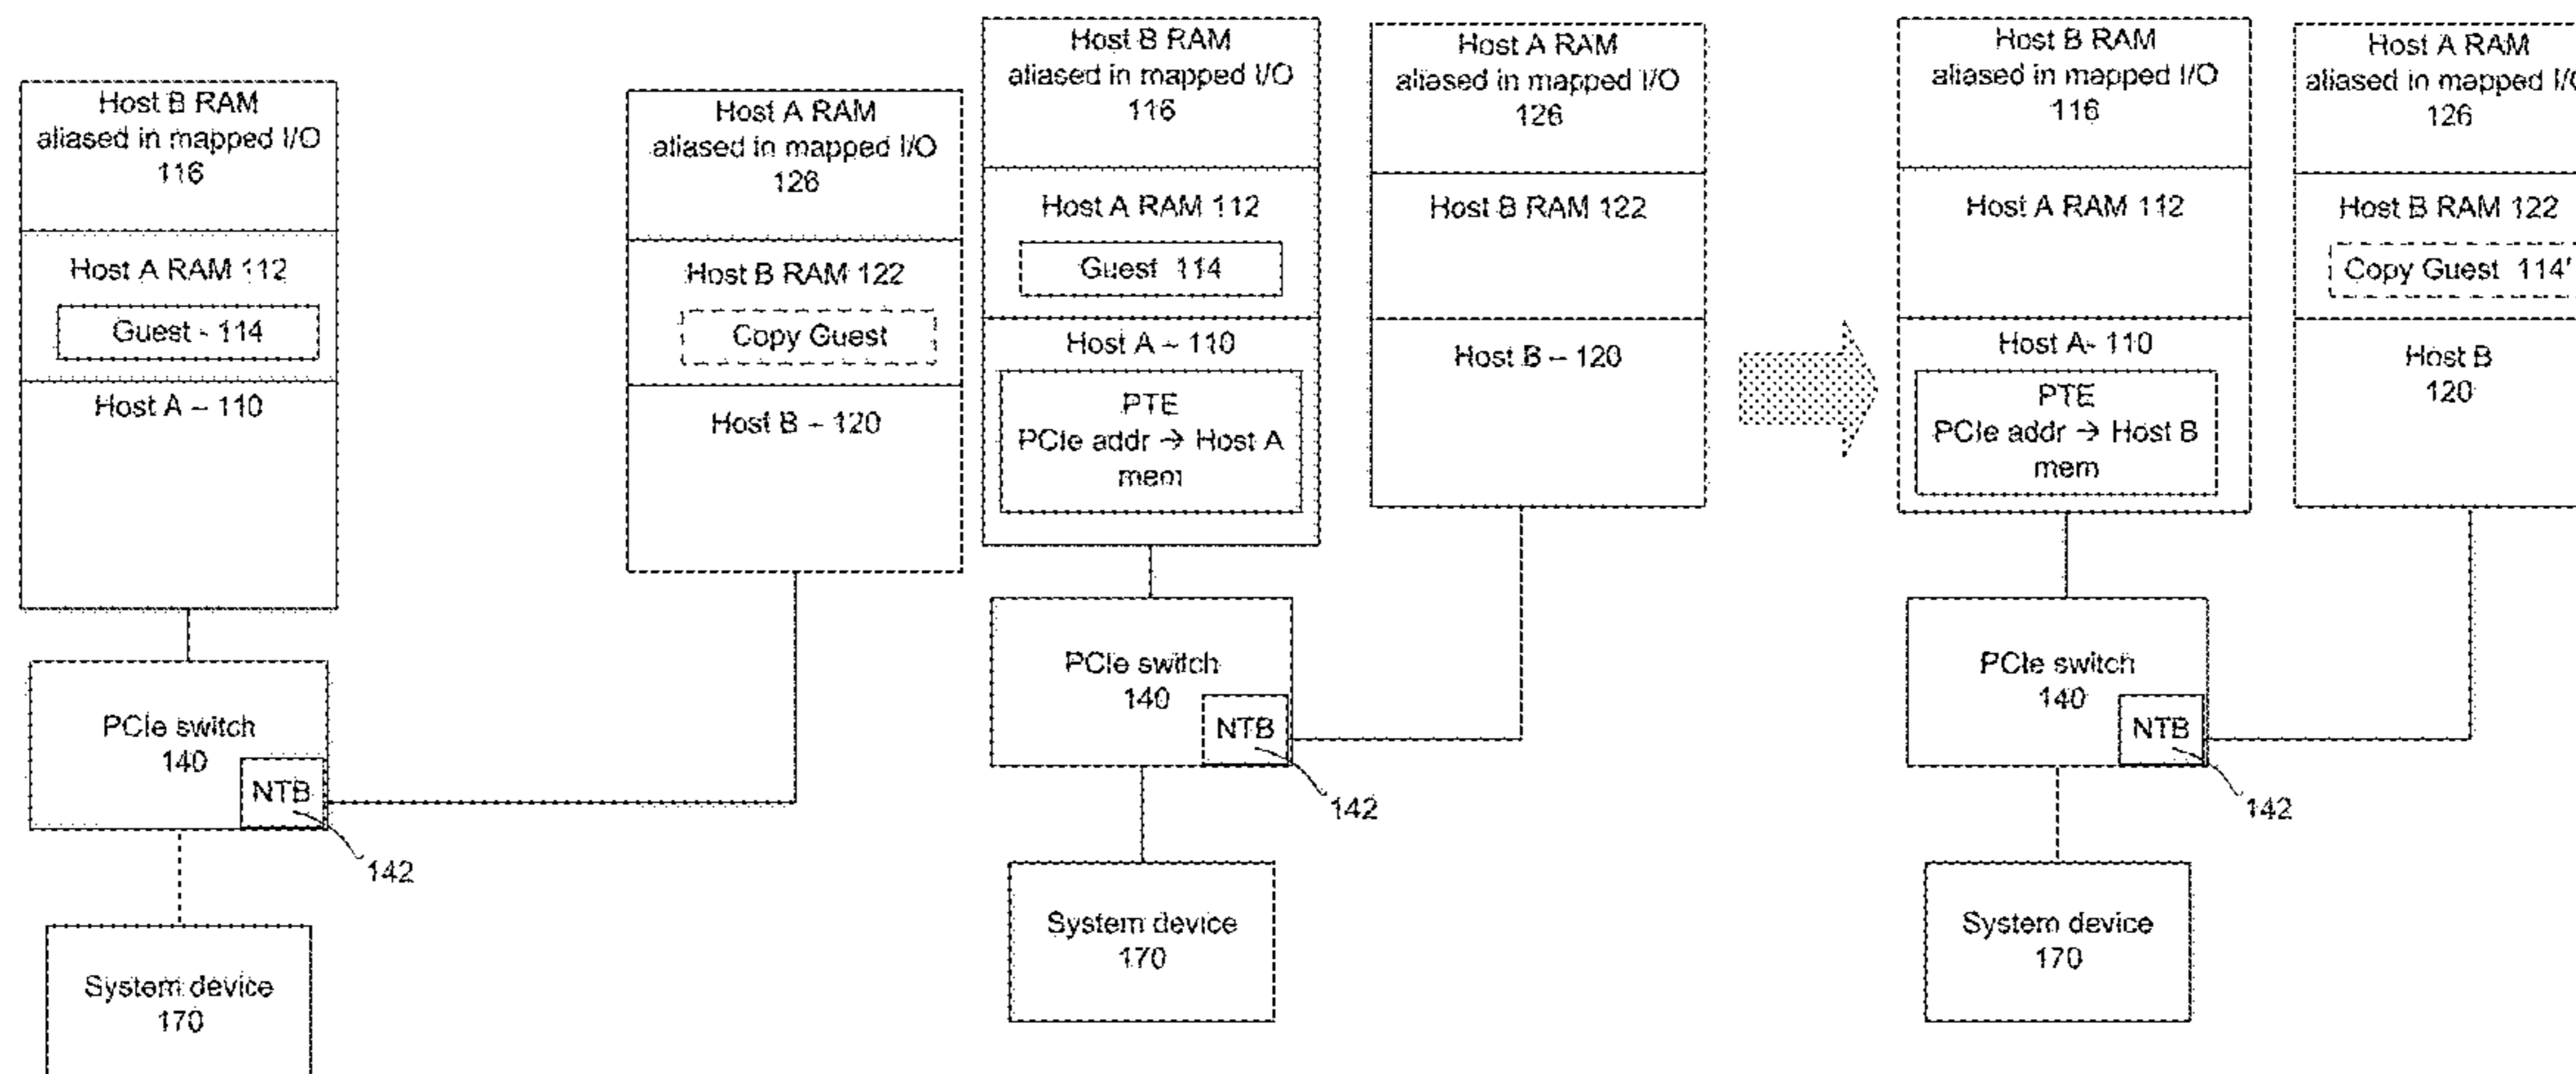 Host B RAM
aliased in mapped I/O
116
Host A RAM 112
Guest - 114
Host A – 110
PCIe switch
140
NTB
142
System device
170
Host A RAM
aliased in mapped I/O
126
Host B RAM 122
Copy Guest
Host B – 120
Host B RAM
aliased in mapped I/O
116
Host A RAM 112
Guest 114
Host A – 110
PTE
PCIe addr → Host A
mem
PCIe switch
140
NTB
142
System device
170
Host A RAM
aliased in mapped I/O
126
Host B RAM 122
Host B – 120
Host B RAM
aliased in mapped I/O
116
Host A RAM 112
Host A- 110
PTE
PCIe addr → Host B
mem
PCIe switch
140
NTB
142
System device
170
Host A RAM
aliased in mapped I/O
126
Host B RAM 122
Copy Guest 114'
Host B
120